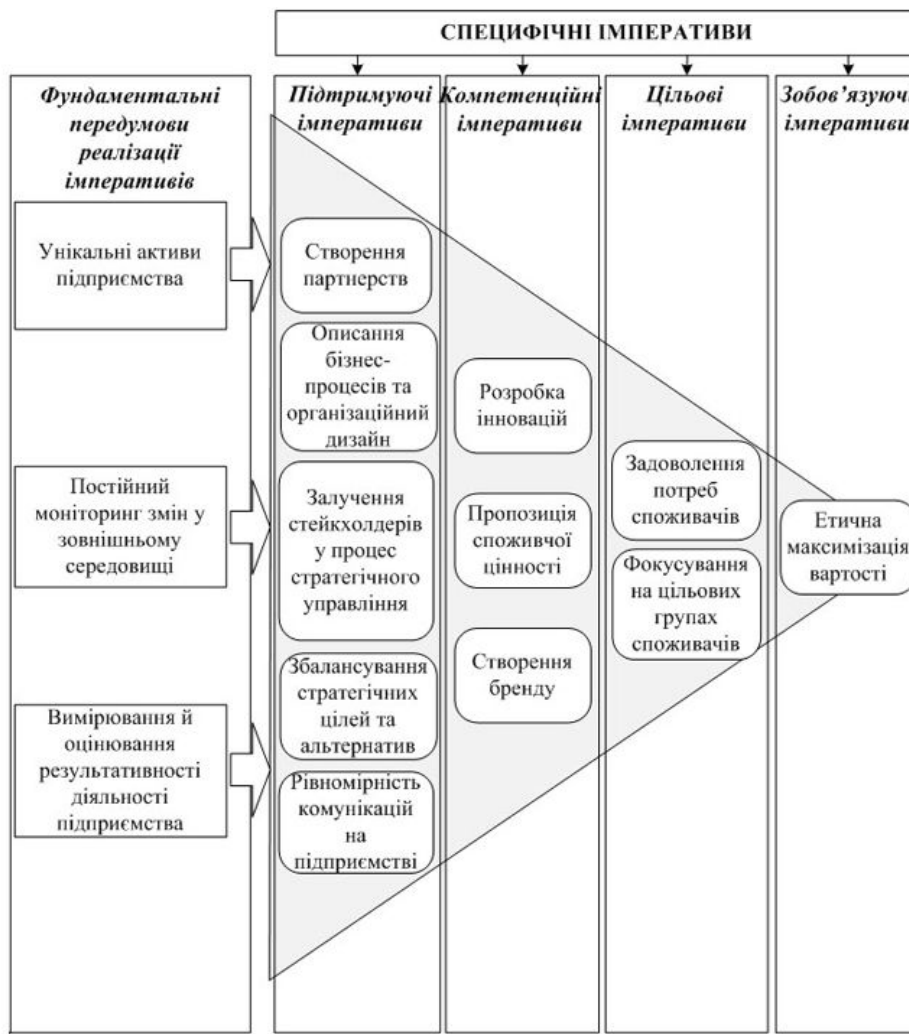 СПЕЦИФІЧНІ ІМПЕРАТИВИ
Фундаментальні
передумови
реалізації
імперативів
Підтримуючі
імперативи
Компетенційні
імперативи
Цільові
імперативи
Зобов’язуючі
імперативи
Унікальні активи
підприємства
Постійний
моніторинг змін у
зовнішньому
середовищі
Вимірювання й
оцінювання
результативності
діяльності
підприємства
Створення
партнерств
Описання
бізнес-
процесів та
організаційний
дизайн
Залучення
стейкхолдерів
у процес
стратегічного
управління
Збалансування
стратегічних
цілей та
альтернатив
Рівномірність
комунікацій
на
підприємстві
Розробка
інновацій
Пропозиція
споживчої
цінності
Створення
бренду
Задоволення
потреб
споживачів
Фокусування
на цільових
групах
споживачів
Етична
максимізація
вартості